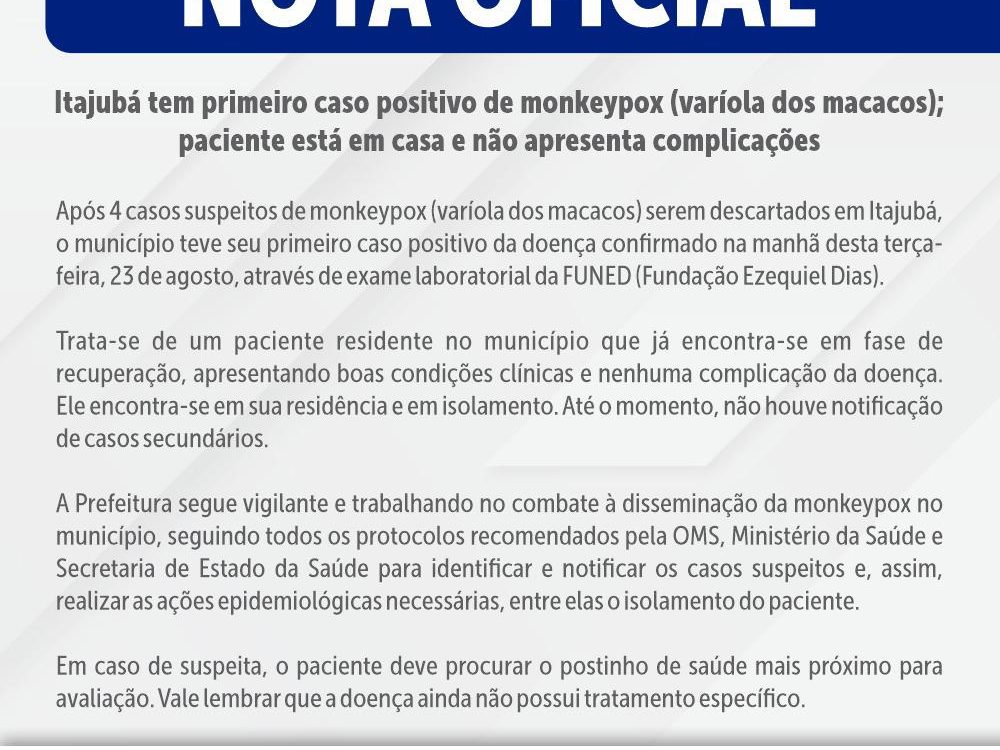 NOTA OFICIAL
Itajubá tem primeiro caso positivo de monkeypox (varíola dos macacos);
paciente está em casa e não apresenta complicações
Após 4 casos suspeitos de monkeypox (varíola dos macacos) serem descartados em Itajubá,
o município teve seu primeiro caso positivo da doença confirmado na manhã desta terça-
feira, 23 de agosto, através de exame laboratorial da FUNED (Fundação Ezequiel Dias).
Trata-se de um paciente residente no município que já encontra-se em fase de
recuperação, apresentando boas condições clínicas e nenhuma complicação da doença.
Ele encontra-se em sua residência e em isolamento. Até o momento, não houve notificação
de casos secundários.
A Prefeitura segue vigilante e trabalhando no combate à disseminação da monkeypox no
município, seguindo todos os protocolos recomendados pela OMS, Ministério da Saúde e
Secretaria de Estado da Saúde para identificar e notificar os casos suspeitos e, assim,
realizar as ações epidemiológicas necessárias, entre elas o isolamento do paciente.
Em caso de suspeita, o paciente deve procurar o postinho de saúde mais próximo para
avaliação. Vale lembrar que a doença ainda não possui tratamento específico.